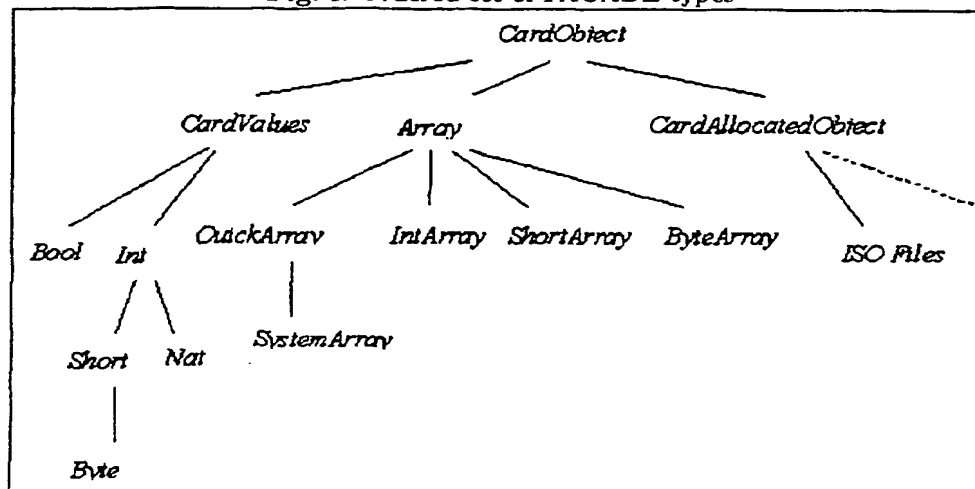 CardObject
CardValues Array CardAllocatedObject
Bool Int QuickArray IntArray ShortArray ByteArray ISO Files
Short Nat SystemArray
Byte